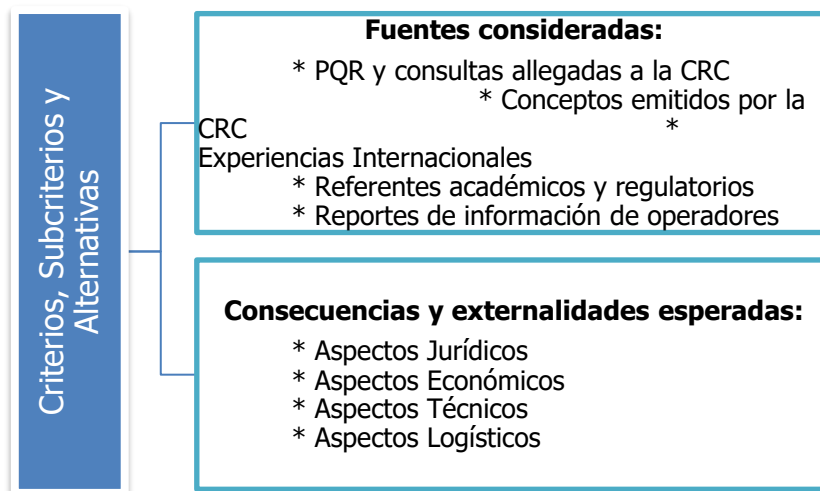 Criterios, Subcriterios y
Alternativas
Fuentes consideradas:
* PQR y consultas allegadas a la CRC
* Conceptos emitidos por la
CRC *
Experiencias Internacionales
* Referentes académicos y regulatorios
* Reportes de información de operadores
Consecuencias y externalidades esperadas:
* Aspectos Jurídicos
* Aspectos Económicos
* Aspectos Técnicos
* Aspectos Logísticos